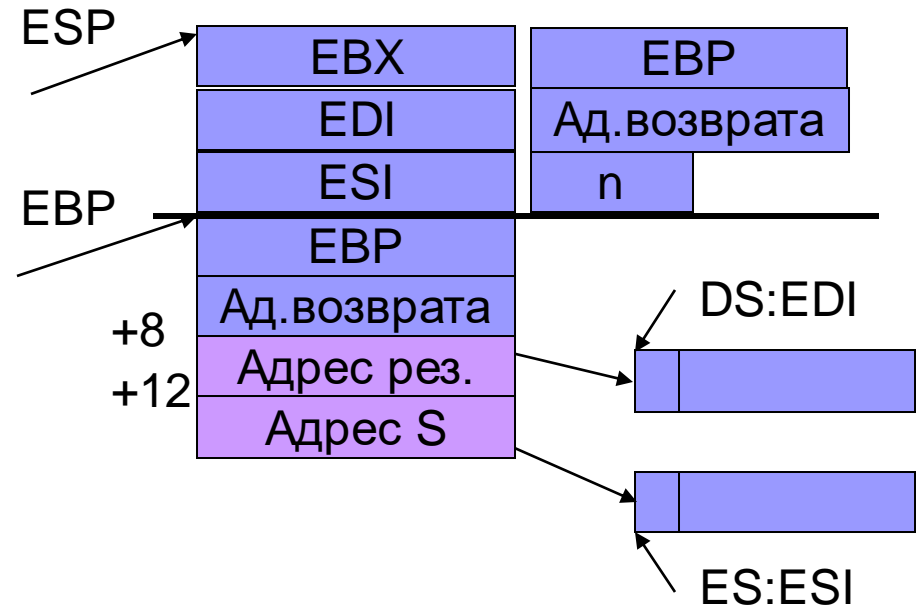 ESP
EBX
EBP
EDI
Ад.возврата
ESI
n
EBP
EBP
Ад.возврата
DS:EDI
+8
Адрес рез.
+12
Адрес S
ES:ESI